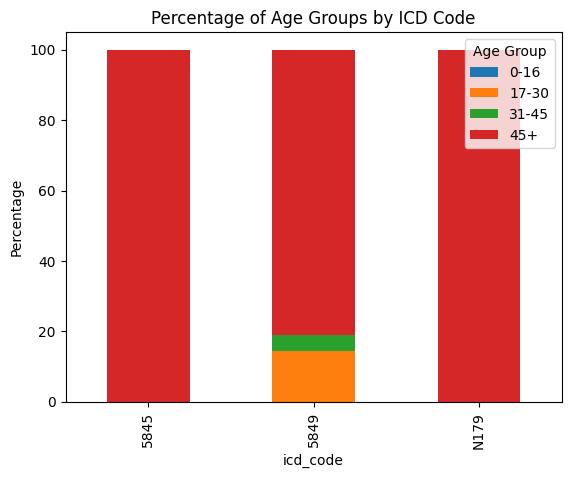 Percentage of Age Groups by ICD Code
Age Group
0-16
17-30
31-45
45+
Percentage
100
80
60
40
20
0
5845
5849
N179
icd_code